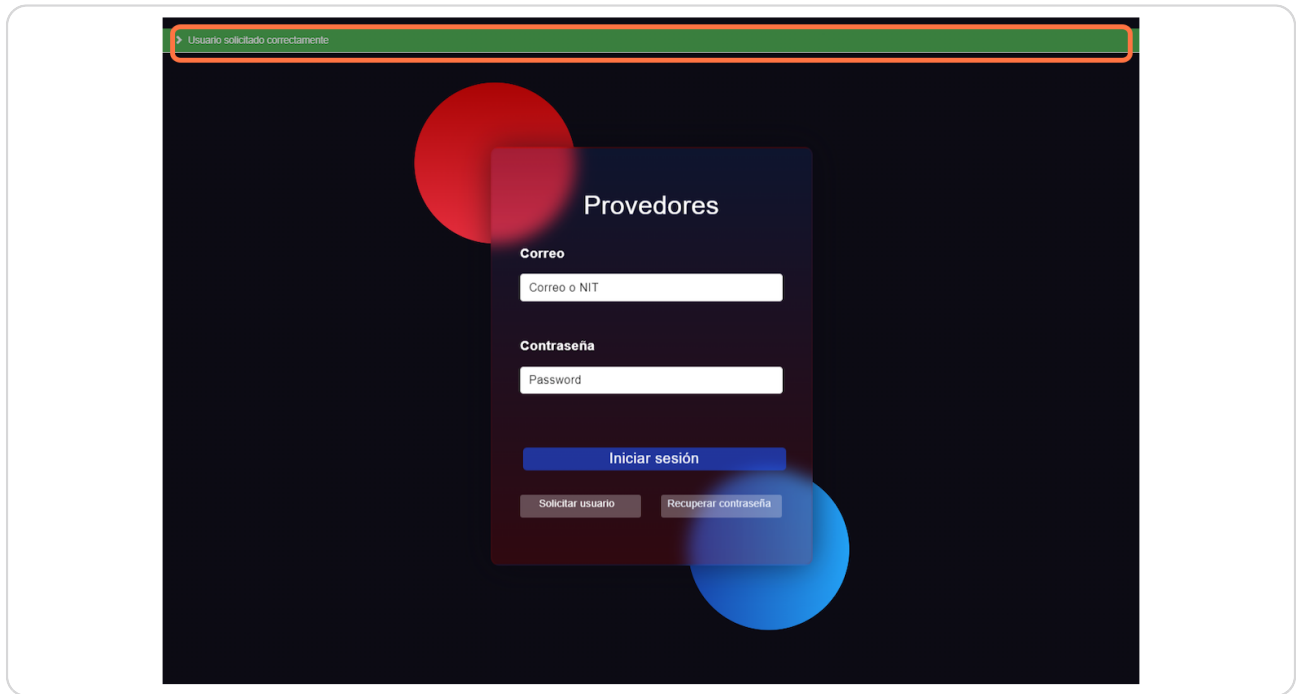 Usuario solicitado correctamente
Provedores
Correo
Correo o NIT
Contraseña
Password
Iniciar sesión
Solicitar usuario
Recuperar contraseña